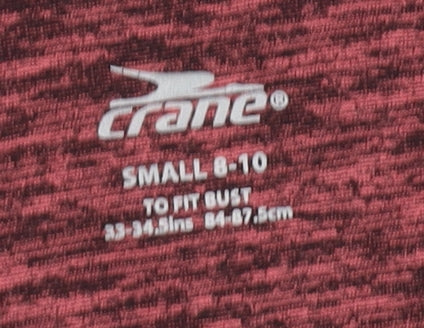 crane®
SMALL 8-10
TO FIT BUST
33-34.5ins 84-87.5cm